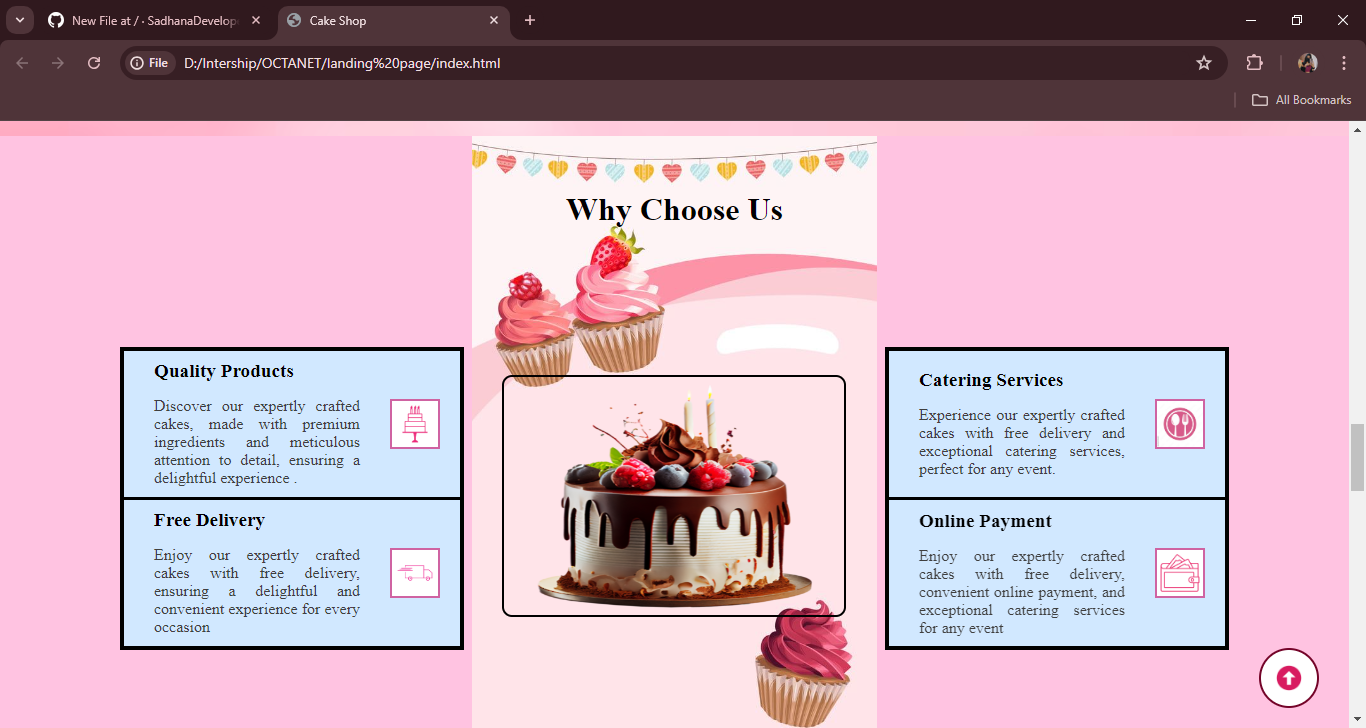 New File at / · SadhanaDevelop
Cake Shop
File
D:/Intership/OCTANET/landing%20page/index.html
All Bookmarks
Why Choose Us
Quality Products
Discover our expertly crafted
cakes, made with premium
ingredients and meticulous
attention to detail, ensuring a
delightful experience .
Free Delivery
Enjoy our expertly crafted
cakes with free delivery,
ensuring a delightful and
convenient experience for every
occasion
Catering Services
Experience our expertly crafted
cakes with free delivery and
exceptional catering services,
perfect for any event.
Online Payment
Enjoy our expertly crafted
cakes with free delivery,
convenient online payment, and
exceptional catering services
for any event